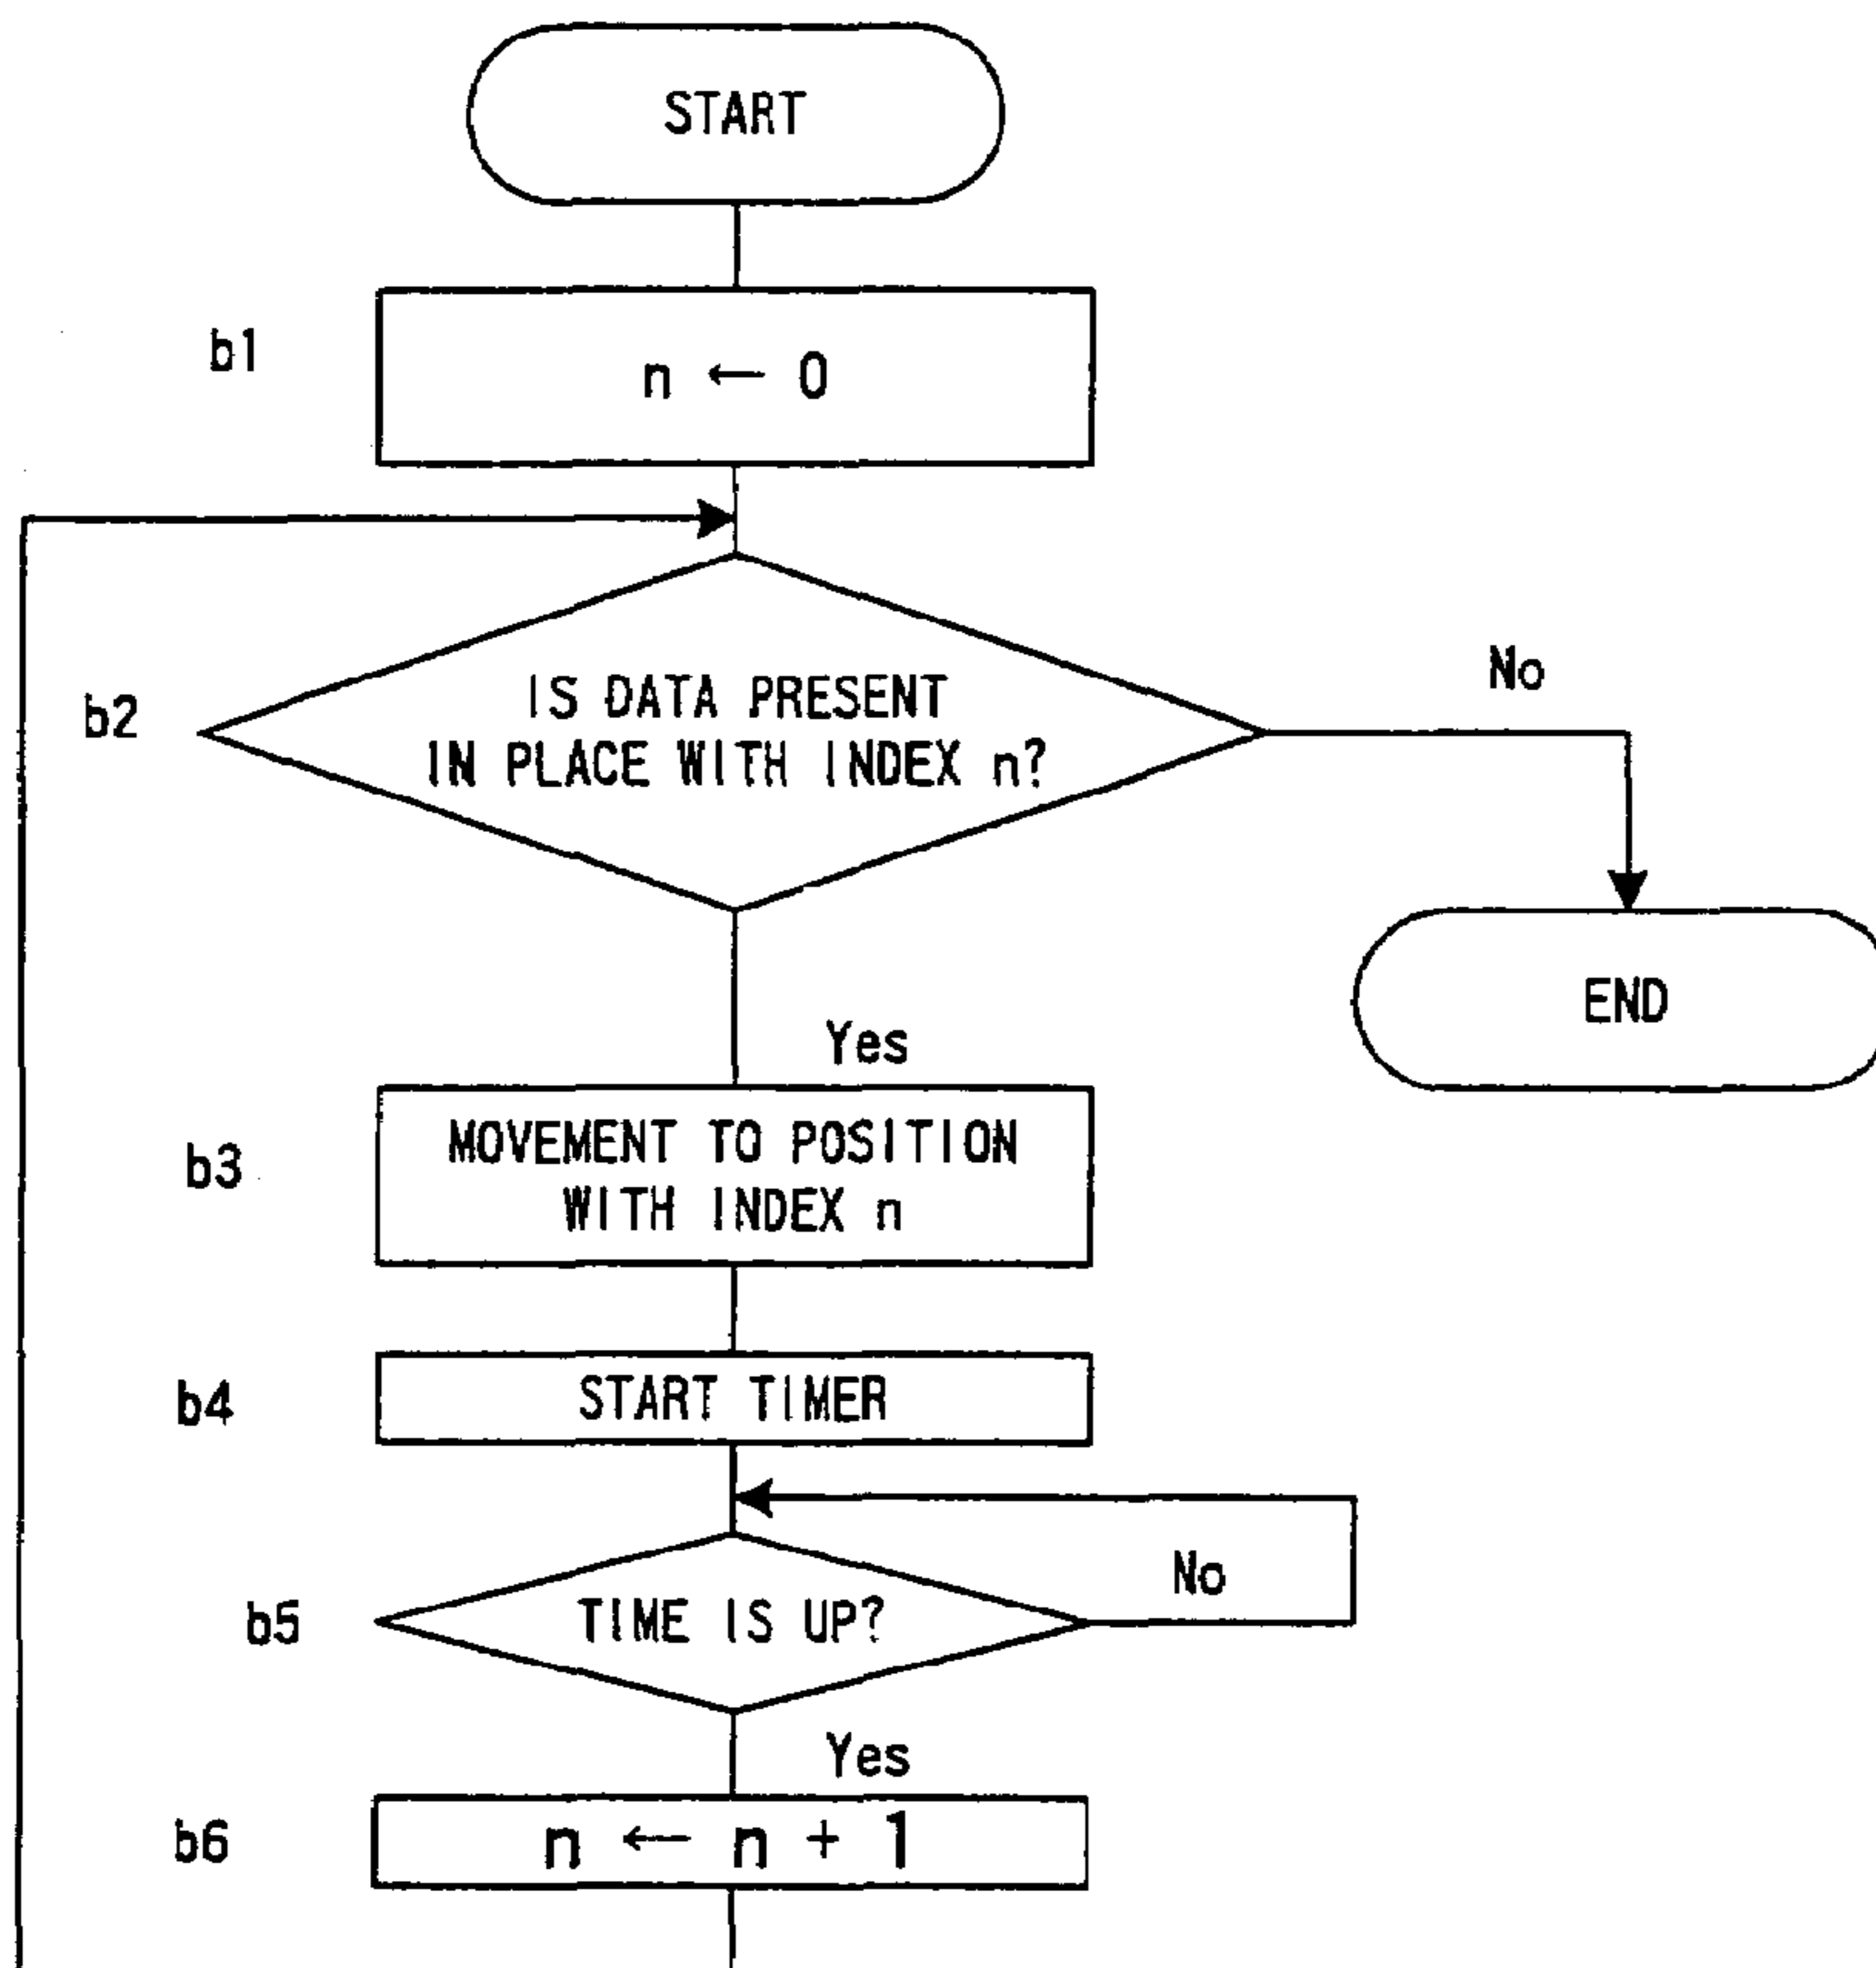 START
b1
n ← 0
b2
IS DATA PRESENT
IN PLACE WITH INDEX n?
No
Yes
END
b3
MOVEMENT TO POSITION
WITH INDEX n
b4
START TIMER
No
b5
TIME IS UP?
Yes
b6
n ← n + 1